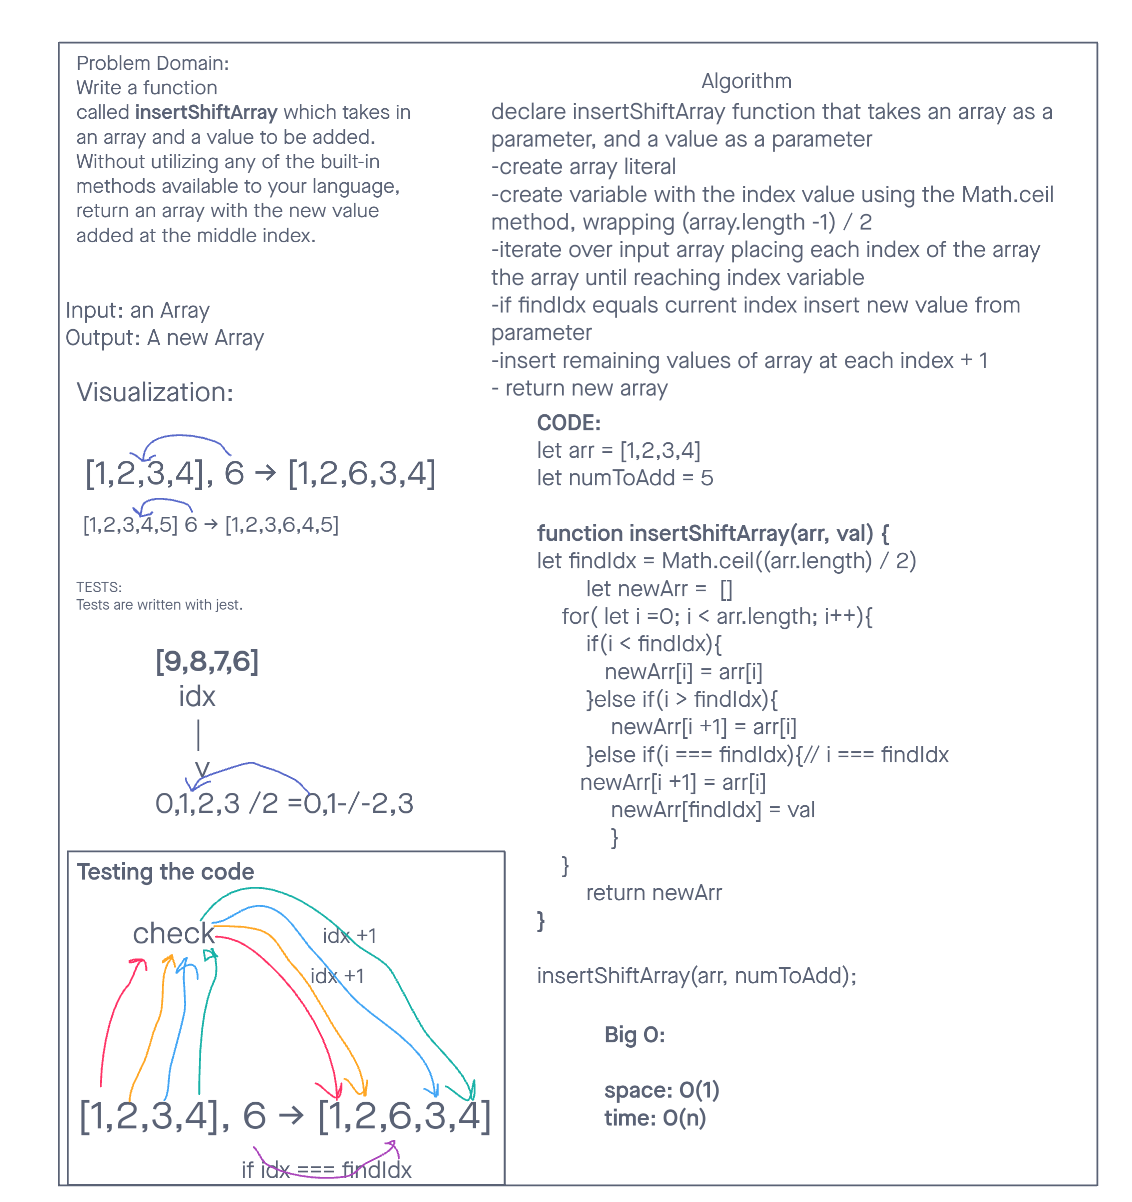 Problem Domain:
Write a function
called insertShiftArray which takes in
an array and a value to be added.
Without utilizing any of the built-in
methods available to your language,
return an array with the new value
added at the middle index.
Input: an Array
Output: A new Array
Visualization:
[1,2,3,4], 6 → [1,2,6,3,4]
[1,2,3,4,5] 6 → [1,2,3,6,4,5]
TESTS:
Tests are written with jest.
[9,8,7,6]
idx
|
v
0,1,2,3 /2 =0,1-/-2,3
Testing the code
check
idx +1
idx +1
[1,2,3,4], 6 → [1,2,6,3,4]
if idx === findIdx
Algorithm
declare insertShiftArray function that takes an array as a
parameter, and a value as a parameter
-create array literal
-create variable with the index value using the Math.ceil
method, wrapping (array.length -1) / 2
-iterate over input array placing each index of the array
the array until reaching index variable
-if findIdx equals current index insert new value from
parameter
-insert remaining values of array at each index + 1
- return new array
CODE:
let arr = [1,2,3,4]
let numToAdd = 5
function insertShiftArray(arr, val) {
let findIdx = Math.ceil((arr.length) / 2)
let newArr =  []
for( let i =0; i < arr.length; i++){
if(i < findIdx){
newArr[i] = arr[i]
}else if(i > findIdx){
newArr[i +1] = arr[i]
}else if(i === findIdx){// i === findIdx
newArr[i +1] = arr[i]
newArr[findIdx] = val
}
}
return newArr
}
insertShiftArray(arr, numToAdd);
Big O:
space: O(1)
time: O(n)